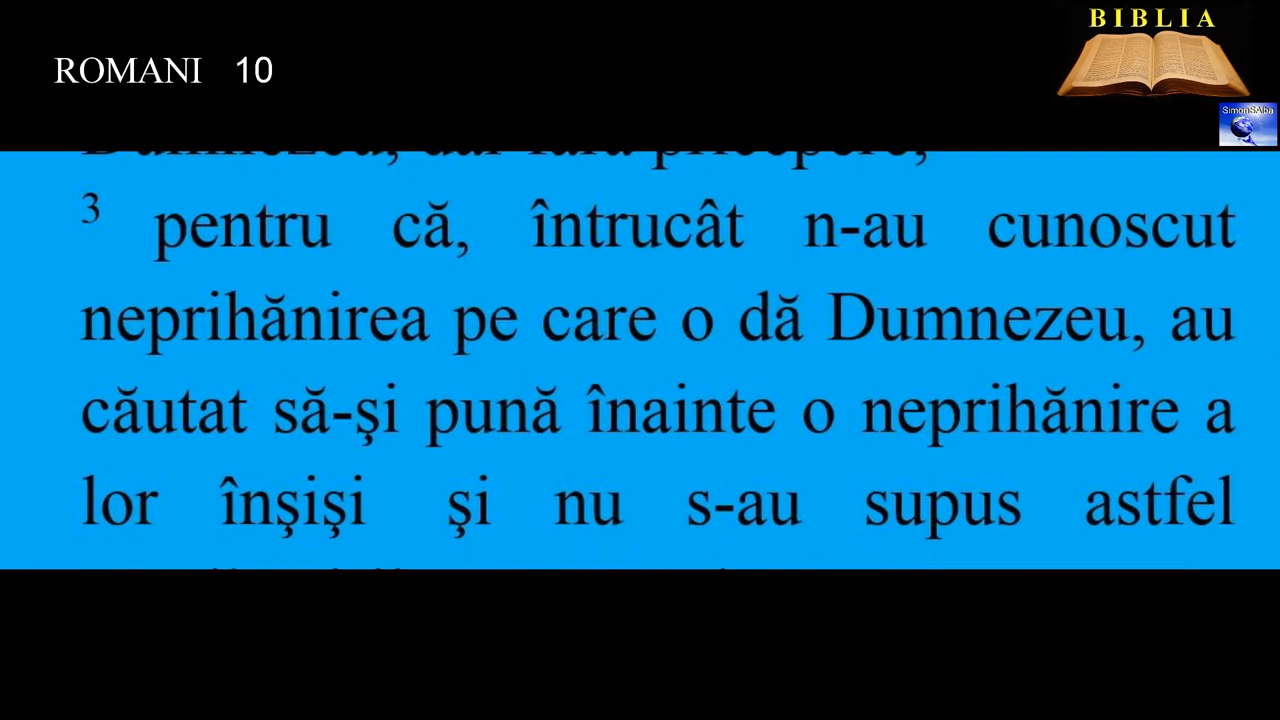 BIBLIA
ROMANI 10
SimonSAlba
3 pentru că, întrucât n-au cunoscut
neprihănirea pe care o dă Dumnezeu, au
căutat să-şi pună înainte o neprihănire a
lor înşişi şi nu s-au supus astfel